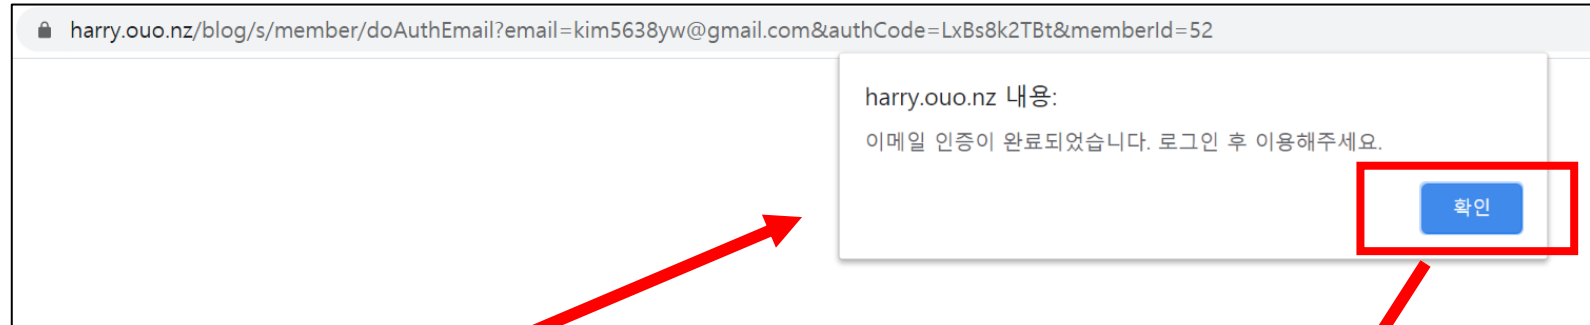 harry.ouo.nz/blog/s/member/doAuthEmail?email=kim5638yw@gmail.com&authCode=LxBs8k2TBt&memberId=52
harry.ouo.nz 내용:
이메일 인증이 완료되었습니다. 로그인 후 이용해주세요.
확인